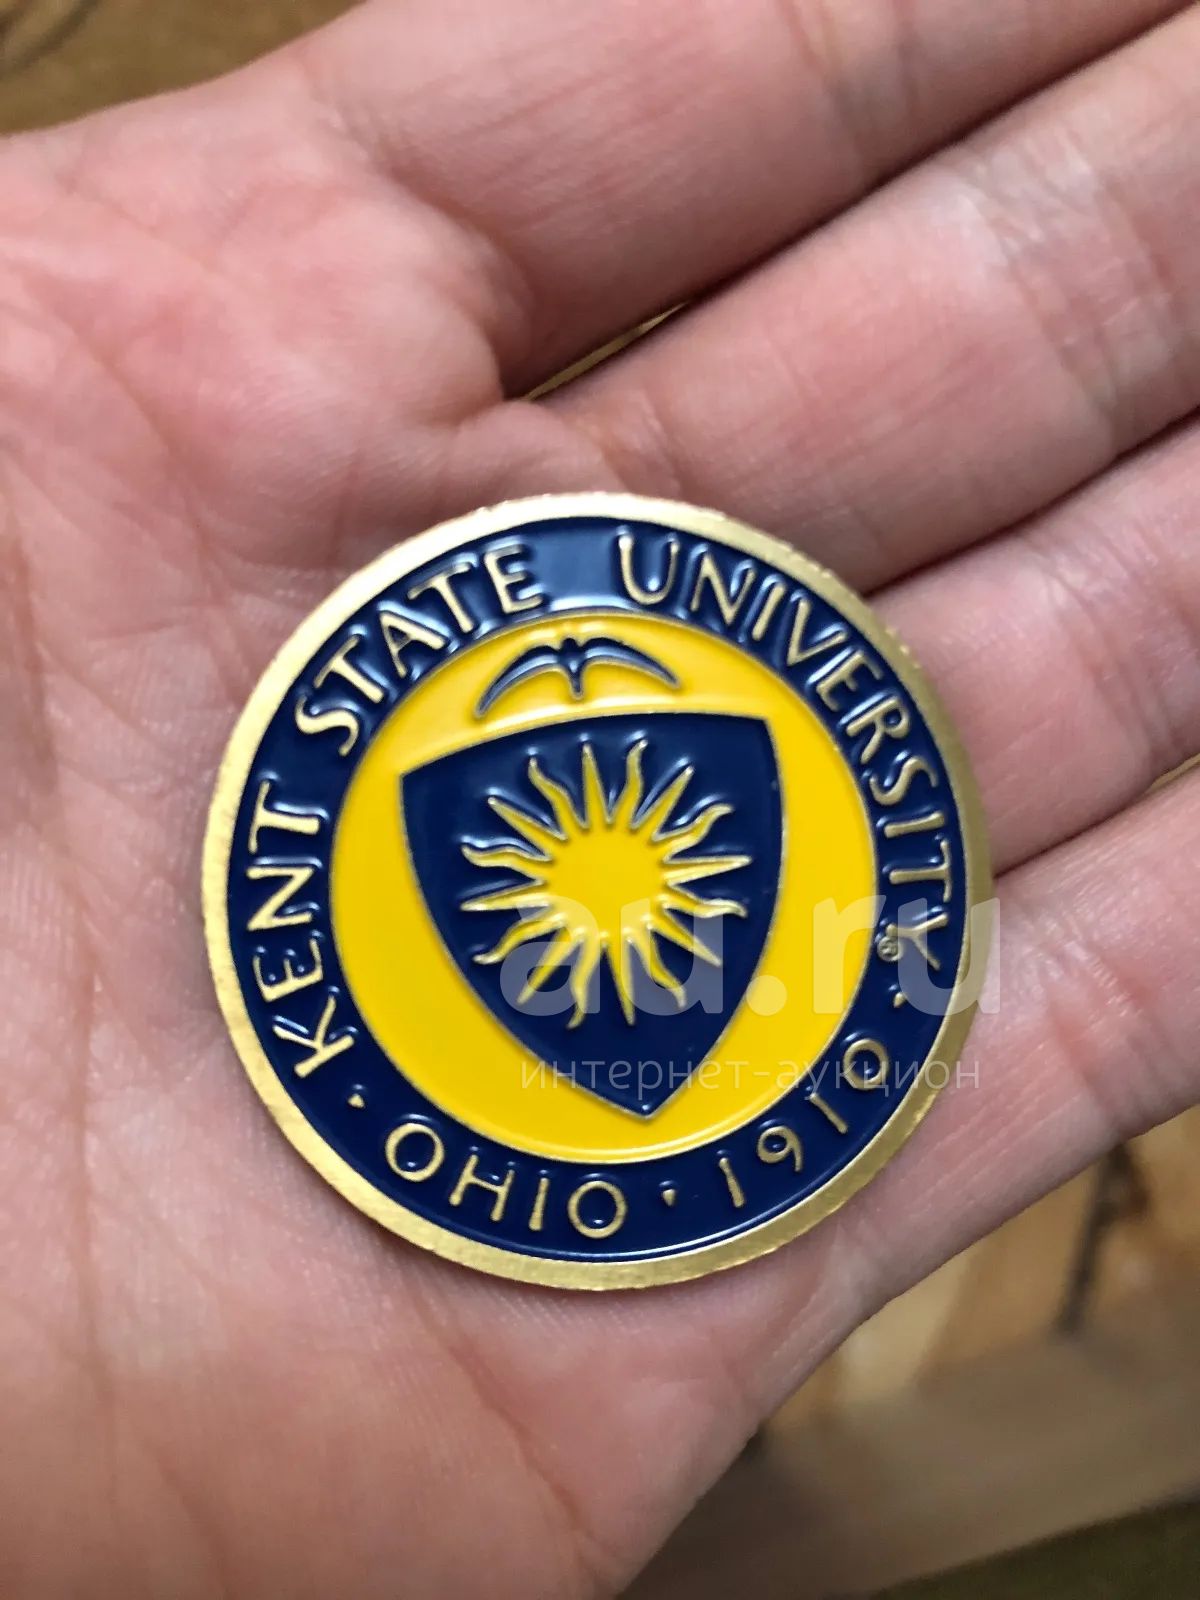 KENT STATE UNIVERSITY ®
· OHIO · 1910 ·
au.ru
интернет-аукцион